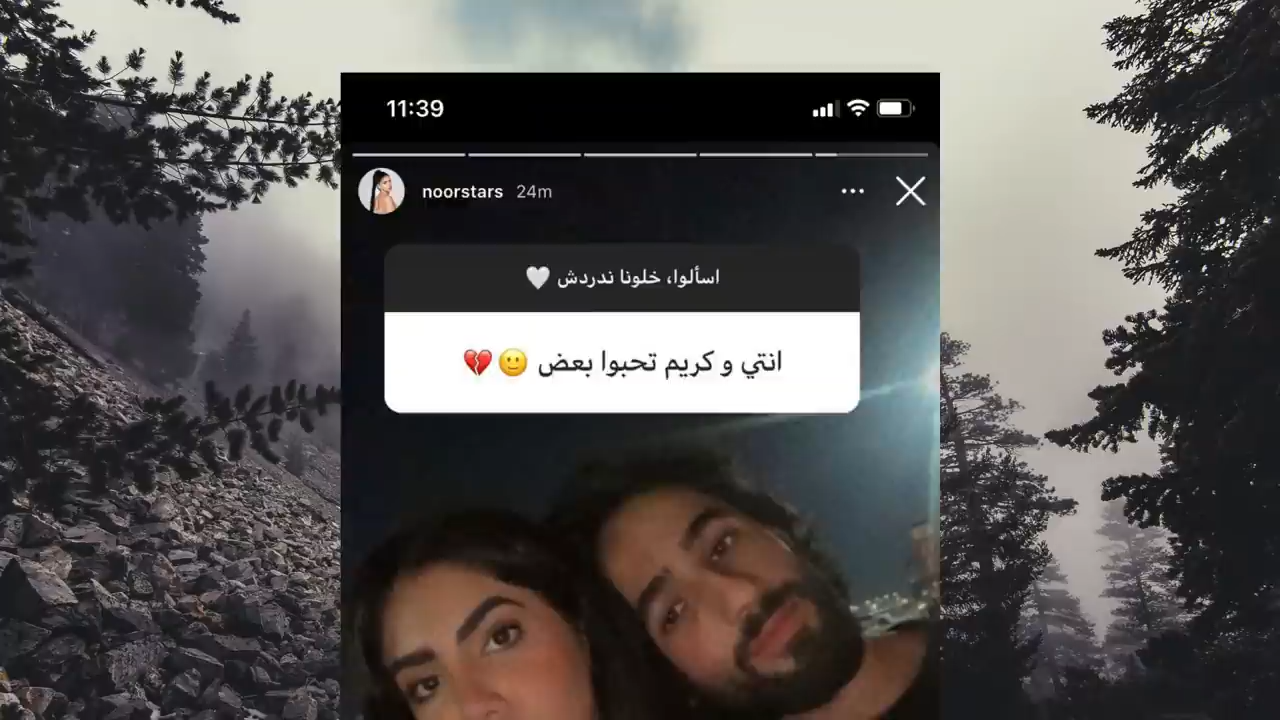 11:39
noorstars 24m
اسألوا، خلونا ندردش 🤍
انتي و كريم تحبوا بعض 🙂💔